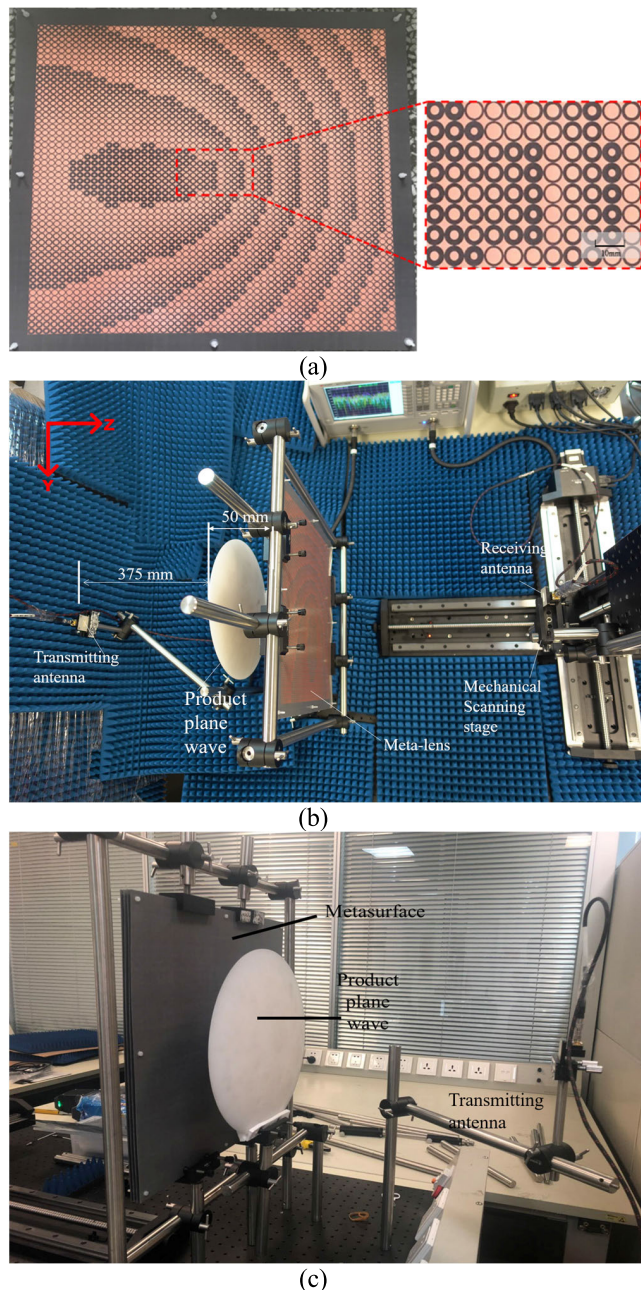 10mm
(a)
Z
Y
50 mm
375 mm
Receiving
antenna
Transmitting
antenna
Mechanical
Scanning
stage
Product
plane
wave
Meta-lens
(b)
Metasurface
Product
plane
wave
Transmitting
antenna
(c)